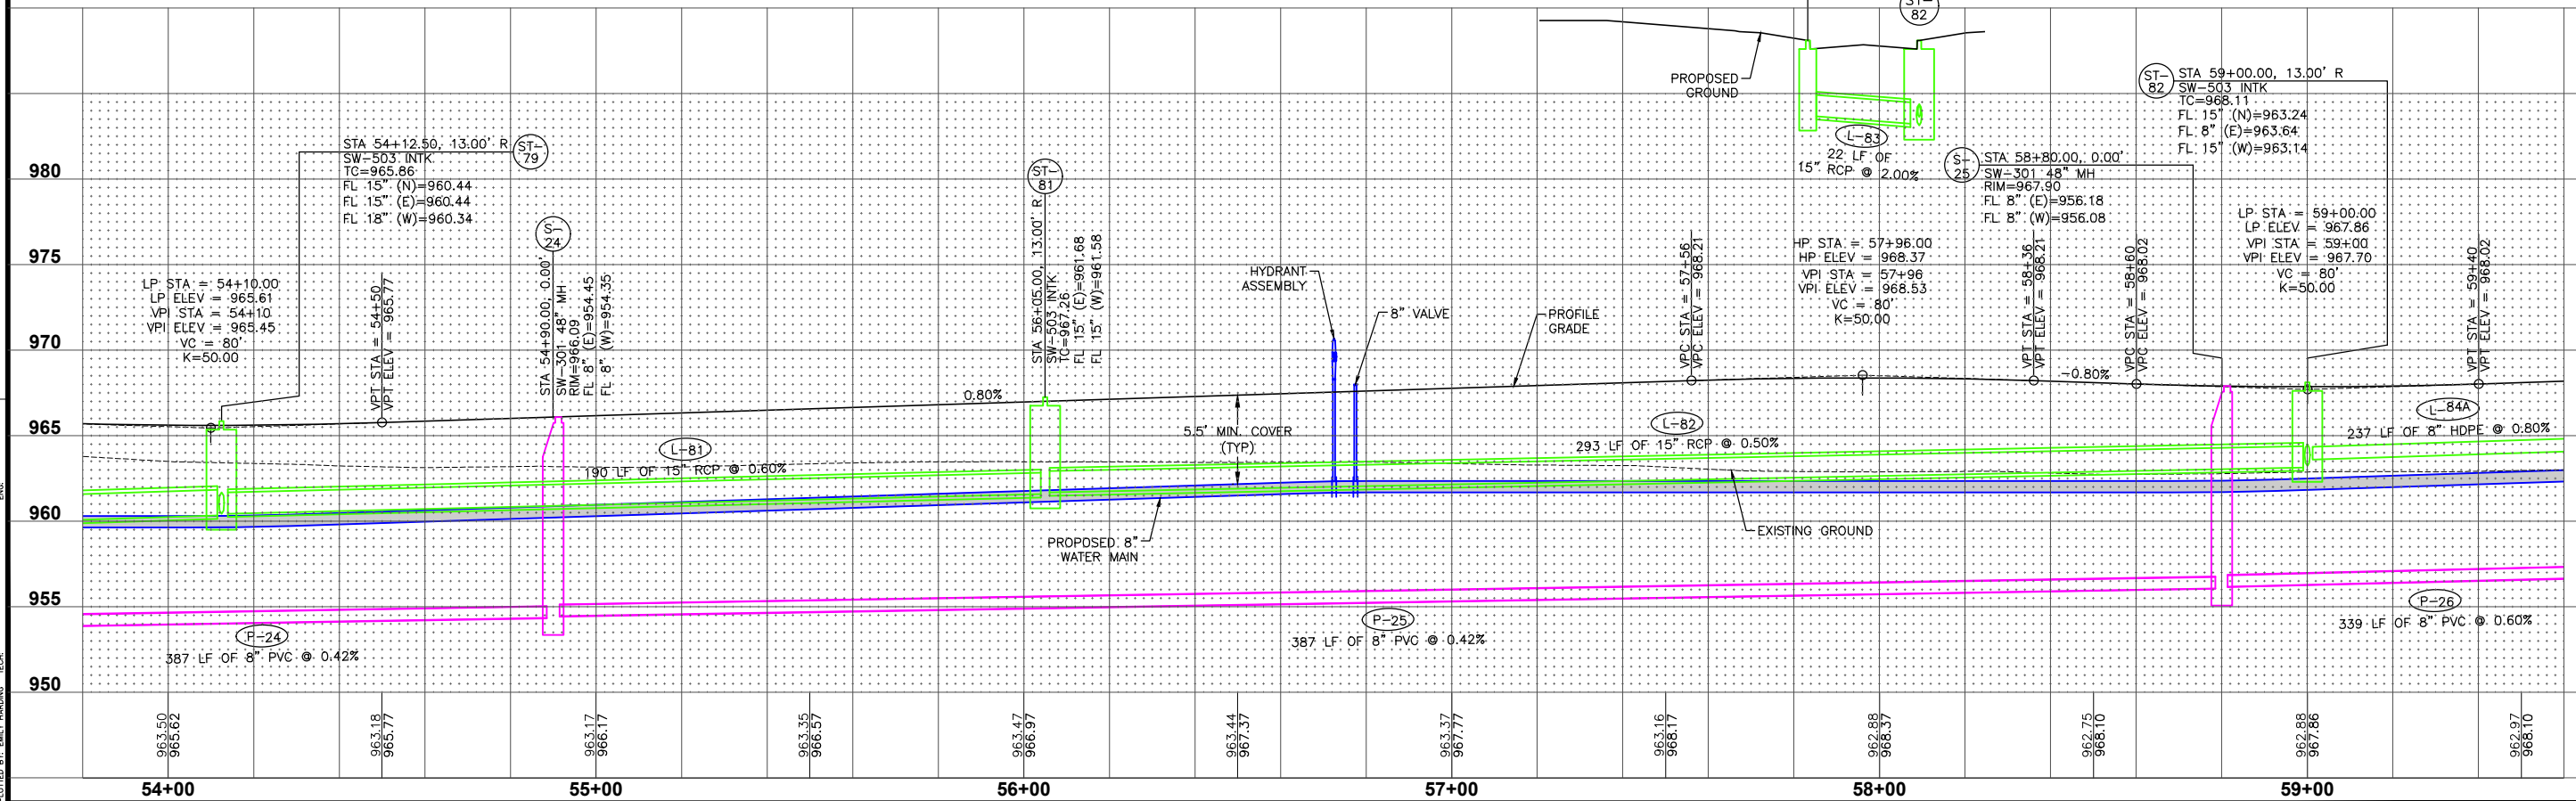 ST-
82
PROPOSED
GROUND
L-83
22 LF OF
15" RCP @ 2.00%
ST-
82
STA 59+00.00, 13.00' R
SW-503 INTK
TC=968.11
FL 15" (N)=963.24
FL 8" (E)=963.64
FL 15" (W)=963.14
ST-
79
STA 54+12.50, 13.00' R
SW-503 INTK
TC=965.86
FL 15" (N)=960.44
FL 15" (E)=960.44
FL 18" (W)=960.34
S-
25
STA 58+80.00, 0.00'
SW-301 48" MH
RIM=967.90
FL 8" (E)=956.18
FL 8" (W)=956.08
ST-
81
STA 56+05.00, 13.00' R
SW-503 INTK
TC=967.26
FL 15" (E)=961.68
FL 15" (W)=961.58
S-
24
STA 54+90.00, 0.00'
SW-301 48" MH
RIM=966.09
FL 8" (E)=954.45
FL 8" (W)=954.35
LP STA = 54+10.00
LP ELEV = 965.61
VPI STA = 54+10
VPI ELEV = 965.45
VC = 80'
K=50.00
VPT STA = 54+50
VPT ELEV = 965.77
HYDRANT
ASSEMBLY
8" VALVE
PROFILE
GRADE
VPC STA = 57+56
VPC ELEV = 968.21
HP STA = 57+96.00
HP ELEV = 968.37
VPI STA = 57+96
VPI ELEV = 968.53
VC = 80'
K=50.00
VPT STA = 58+36
VPT ELEV = 968.21
VPC STA = 58+60
VPC ELEV = 968.02
LP STA = 59+00.00
LP ELEV = 967.86
VPI STA = 59+00
VPI ELEV = 967.70
VC = 80'
K=50.00
VPT STA = 59+40
VPT ELEV = 968.02
0.80%
-0.80%
5.5' MIN. COVER
(TYP)
L-81
190 LF OF 15" RCP @ 0.60%
L-82
293 LF OF 15" RCP @ 0.50%
L-84A
237 LF OF 8" HDPE @ 0.80%
PROPOSED 8"
WATER MAIN
EXISTING GROUND
P-24
387 LF OF 8" PVC @ 0.42%
P-25
387 LF OF 8" PVC @ 0.42%
P-26
339 LF OF 8" PVC @ 0.60%
980
975
970
965
960
955
950
963.50
965.62
963.18
965.77
963.17
966.17
963.35
966.57
963.47
966.97
963.44
967.37
963.37
967.77
963.16
968.17
962.88
968.37
962.75
968.10
962.88
967.86
962.97
968.10
54+00
55+00
56+00
57+00
58+00
59+00
ENG:
TECH: